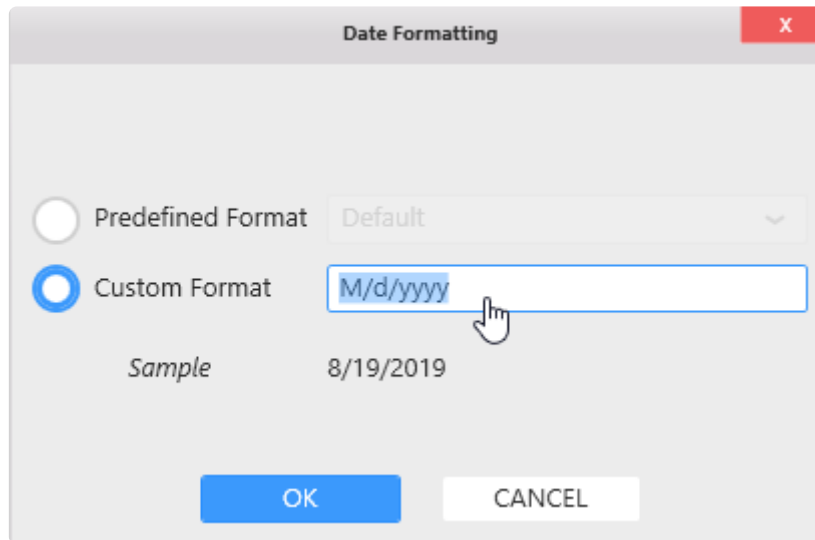 Date Formatting
X
Predefined Format Default
Custom Format M/d/yyyy
Sample 8/19/2019
OK CANCEL